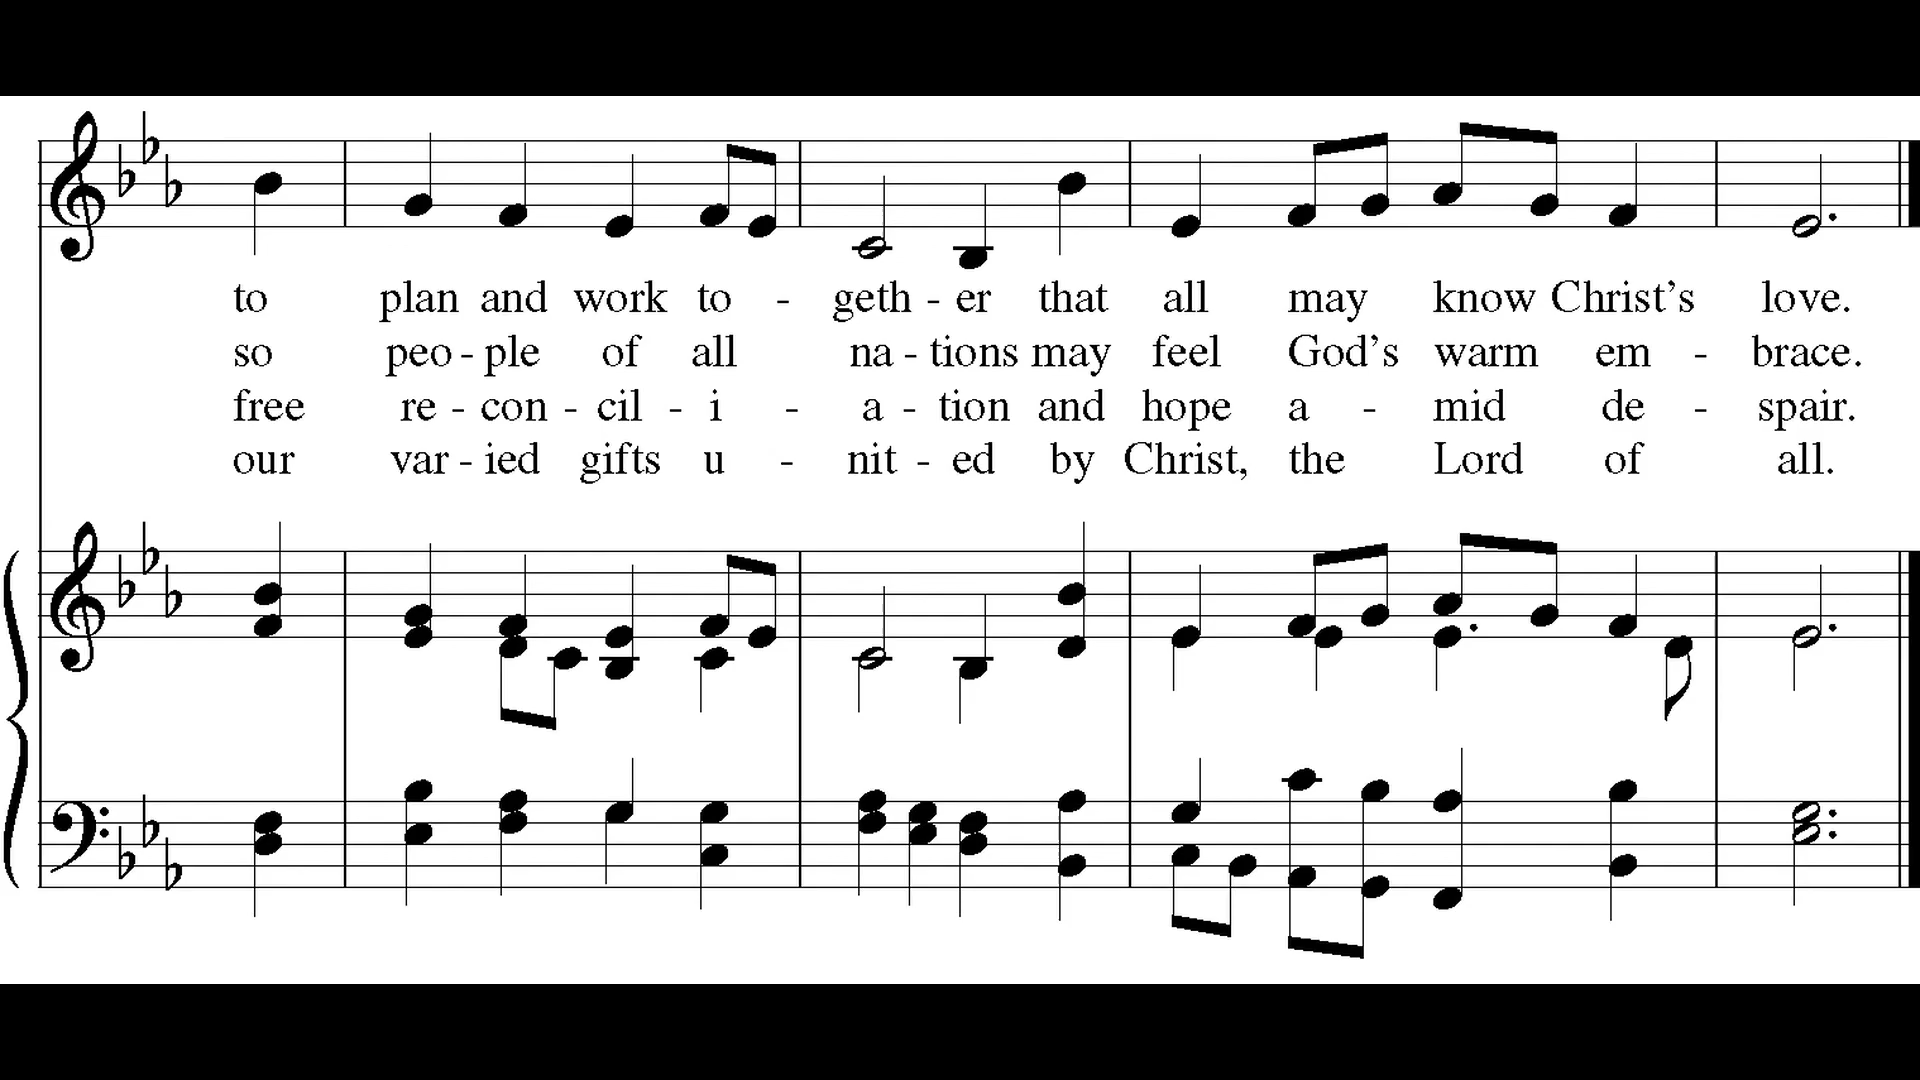 to plan and work to - geth - er that all may know Christ's love.
so peo - ple of all na - tions may feel God's warm em - brace.
free re - con - cil - i - a - tion and hope a - mid de - spair.
our var - ied gifts u - nit - ed by Christ, the Lord of all.